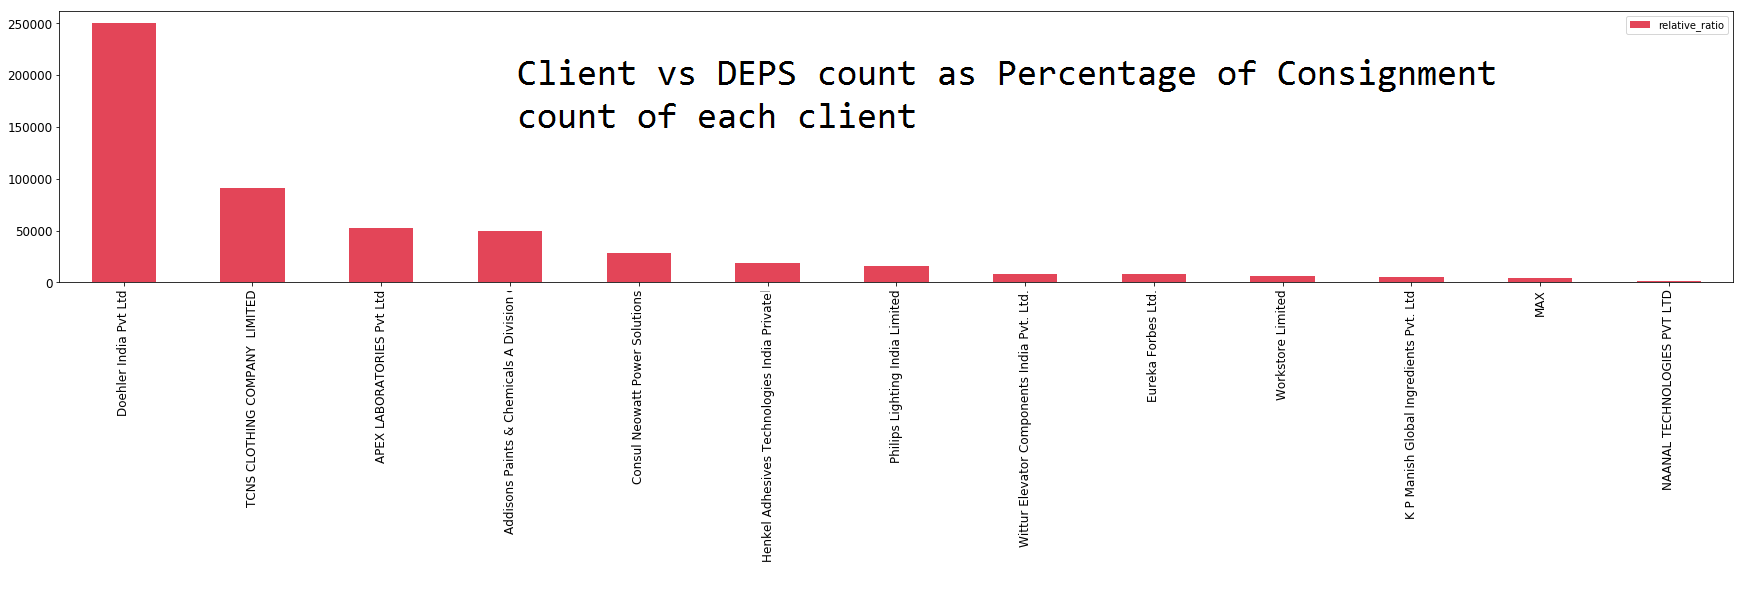 250000
200000
150000
100000
50000
0
relative_ratio
Client vs DEPS count as Percentage of Consignment
count of each client
Doehler India Pvt Ltd
TCNS CLOTHING COMPANY  LIMITED
APEX LABORATORIES Pvt Ltd
Addisons Paints & Chemicals A Division
Consul Neowatt Power Solutions
Henkel Adhesives Technologies India Private
Philips Lighting India Limited
Wittur Elevator Components India Pvt. Ltd.
Eureka Forbes Ltd.
Workstore Limited
K P Manish Global Ingredients Pvt. Ltd
MAX
NAANAL TECHNOLOGIES PVT LTD